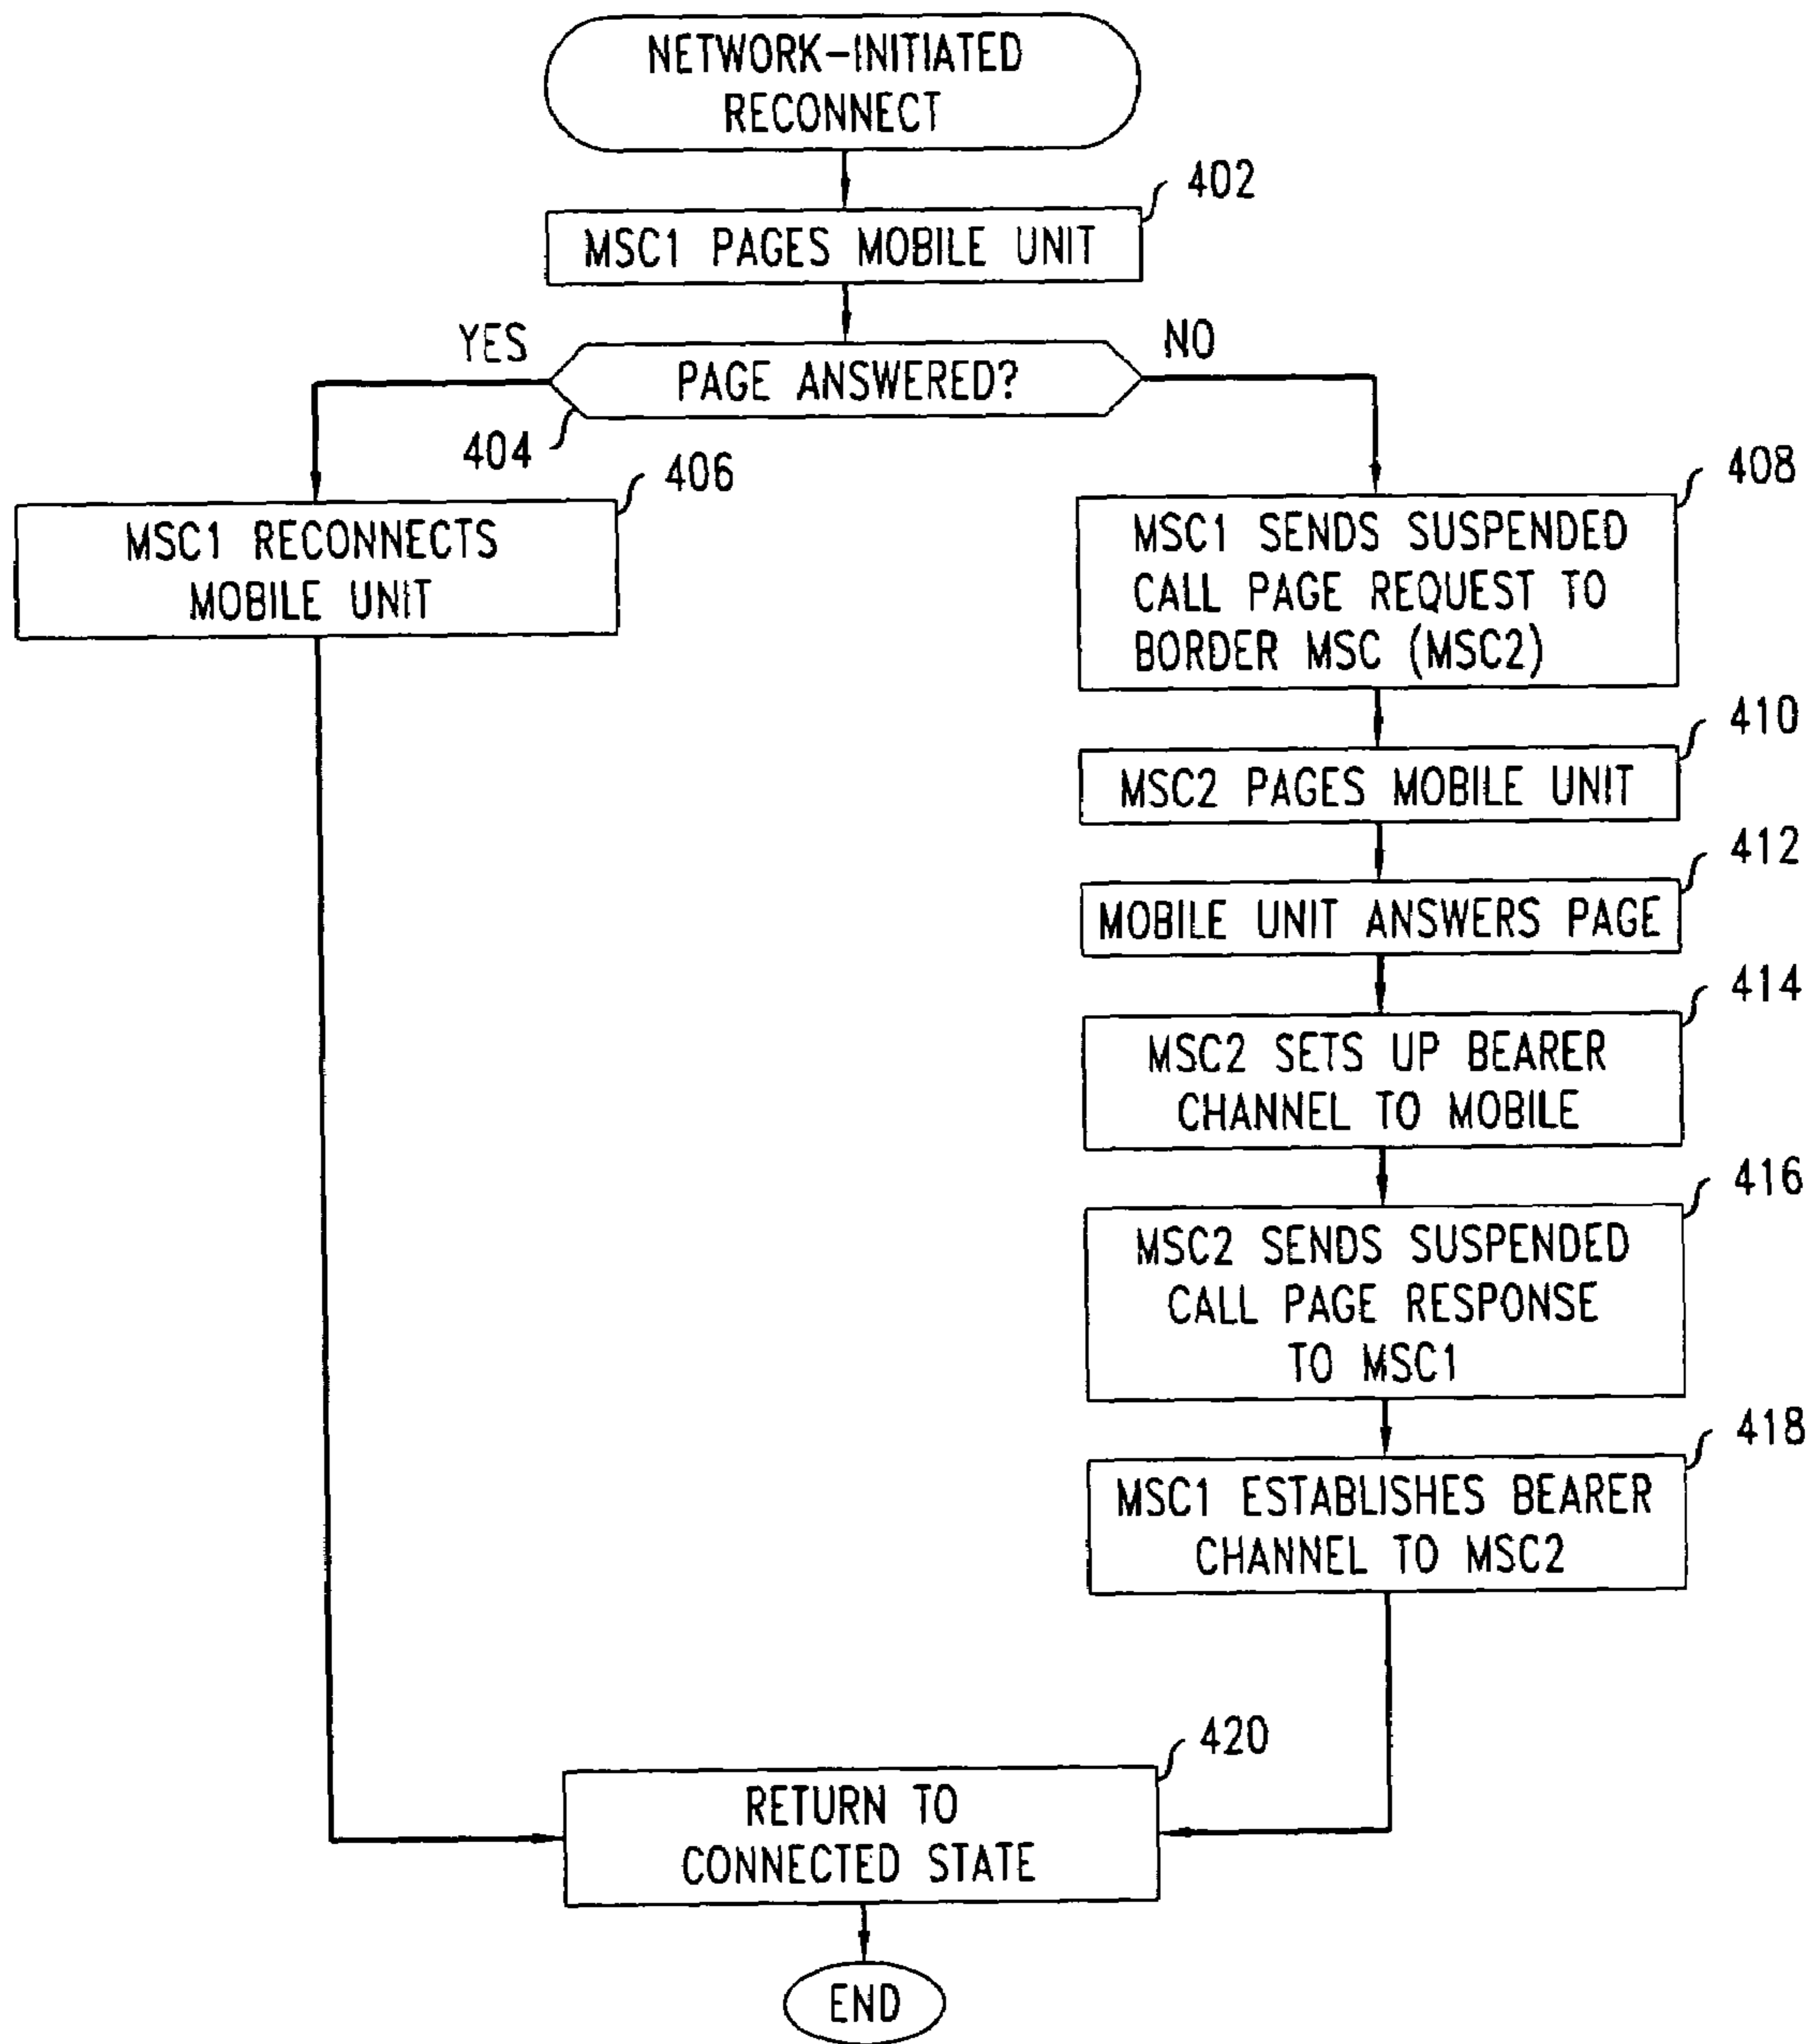 NETWORK-INITIATED
RECONNECT
402
MSC1 PAGES MOBILE UNIT
YES
NO
PAGE ANSWERED?
404
406
MSC1 RECONNECTS
MOBILE UNIT
408
MSC1 SENDS SUSPENDED
CALL PAGE REQUEST TO
BORDER MSC (MSC2)
410
MSC2 PAGES MOBILE UNIT
412
MOBILE UNIT ANSWERS PAGE
414
MSC2 SETS UP BEARER
CHANNEL TO MOBILE
416
MSC2 SENDS SUSPENDED
CALL PAGE RESPONSE
TO MSC1
418
MSC1 ESTABLISHES BEARER
CHANNEL TO MSC2
420
RETURN TO
CONNECTED STATE
END